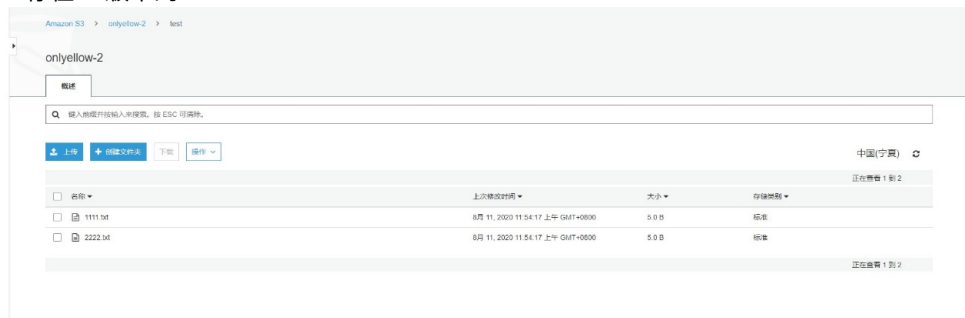 Amazon S3 > onlyellow-2 > test
onlyellow-2
概述
键入前缀并按输入来搜索。按 ESC 可清除。
上传 创建文件夹 下载 操作
中国(宁夏)
正在查看 1 到 2
名称 上次修改时间 大小 存储类别
1111.txt 8月 11, 2020 11:54:17 上午 GMT+0800 5.0 B 标准
2222.txt 8月 11, 2020 11:54:17 上午 GMT+0800 5.0 B 标准
正在查看 1 到 2